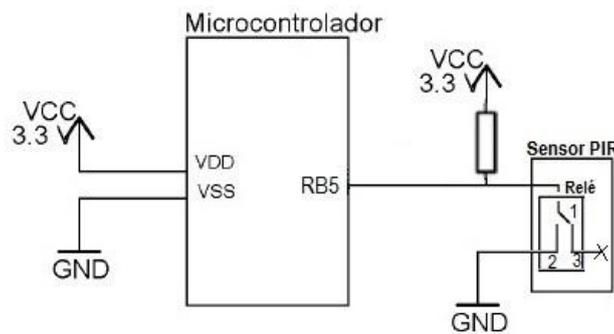 Microcontrolador
VCC
3.3 V
VDD
VSS
RB5
GND
VCC
3.3 V
Sensor PIR
Relé
1
2 3
X
GND